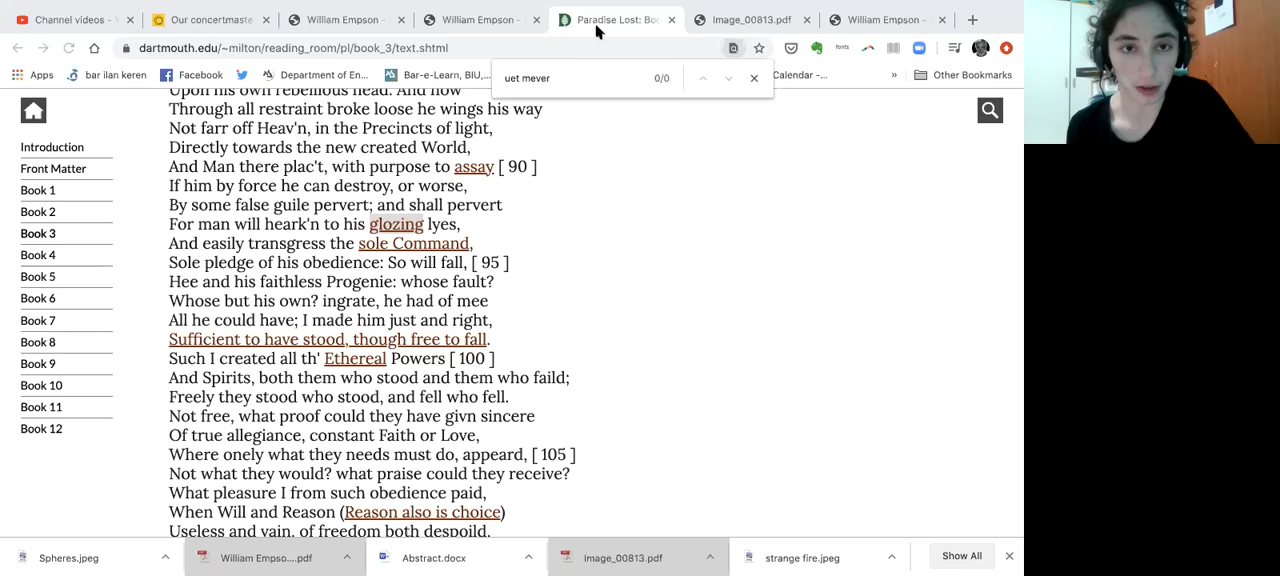 Channel videos - Y
Our concertmaste
William Empson -
William Empson -
Paradise Lost: Boo
Image_00813.pdf
William Empson -
dartmouth.edu/~milton/reading_room/pl/book_3/text.shtml
fonts
Apps
bar ilan keren
Facebook
Department of En...
Bar-e-Learn, BIU,...
Calendar -...
»
Other Bookmarks
uet mever
0/0
Introduction
Front Matter
Book 1
Book 2
Book 3
Book 4
Book 5
Book 6
Book 7
Book 8
Book 9
Book 10
Book 11
Book 12
Upon his own rebellious head. And now
Through all restraint broke loose he wings his way
Not farr off Heav'n, in the Precincts of light,
Directly towards the new created World,
And Man there plac't, with purpose to assay [ 90 ]
If him by force he can destroy, or worse,
By some false guile pervert; and shall pervert
For man will heark'n to his glozing lyes,
And easily transgress the sole Command,
Sole pledge of his obedience: So will fall, [ 95 ]
Hee and his faithless Progenie: whose fault?
Whose but his own? ingrate, he had of mee
All he could have; I made him just and right,
Sufficient to have stood, though free to fall.
Such I created all th' Ethereal Powers [ 100 ]
And Spirits, both them who stood and them who faild;
Freely they stood who stood, and fell who fell.
Not free, what proof could they have givn sincere
Of true allegiance, constant Faith or Love,
Where onely what they needs must do, appeard, [ 105 ]
Not what they would? what praise could they receive?
What pleasure I from such obedience paid,
When Will and Reason (Reason also is choice)
Useless and vain, of freedom both despoild,
Spheres.jpeg
William Empso....pdf
Abstract.docx
Image_00813.pdf
strange fire.jpeg
Show All